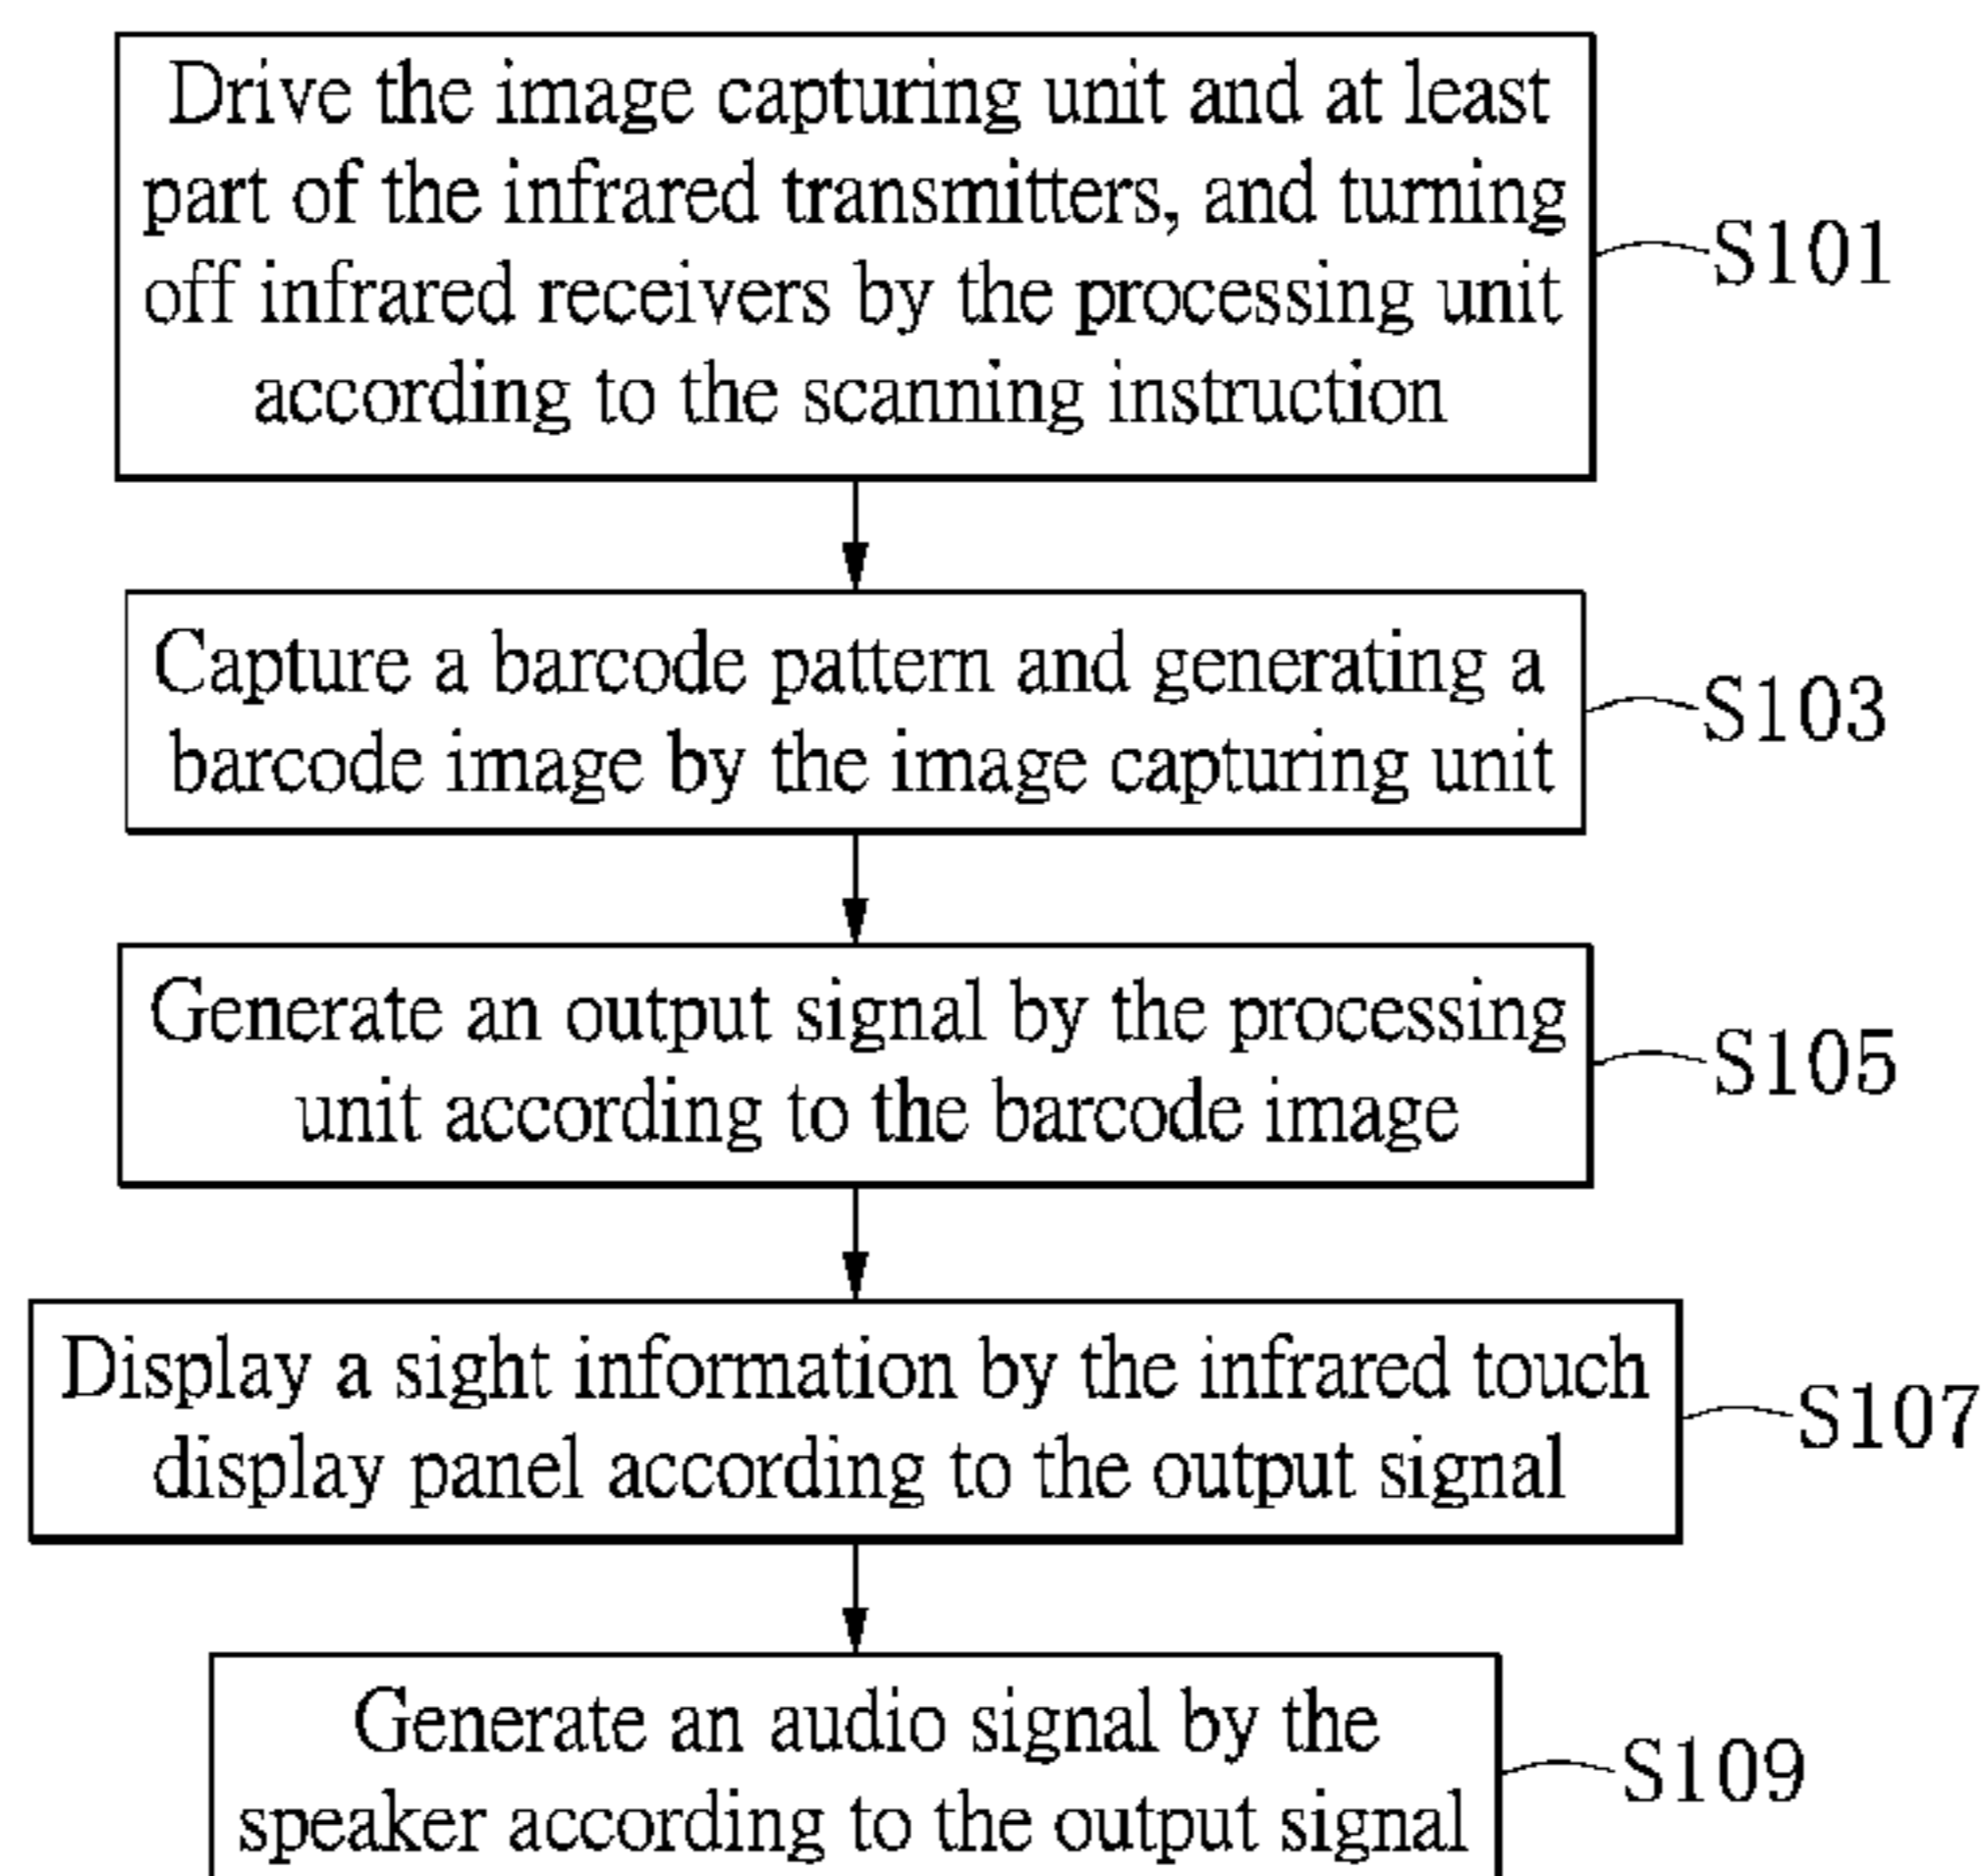 Drive the image capturing unit and at least
part of the infrared transmitters, and turning
off infrared receivers by the processing unit
according to the scanning instruction
S101
Capture a barcode pattern and generating a
barcode image by the image capturing unit
S103
Generate an output signal by the processing
unit according to the barcode image
S105
Display a sight information by the infrared touch
display panel according to the output signal
S107
Generate an audio signal by the
speaker according to the output signal
S109